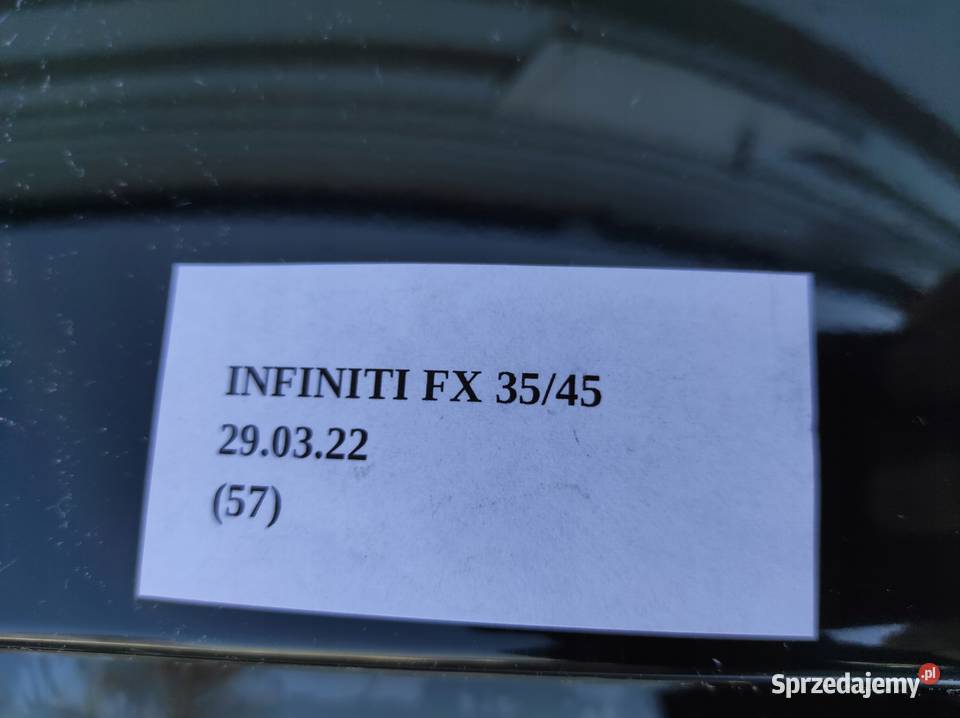 INFINITI FX 35/45
29.03.22
(57)
Sprzedajemy.pl